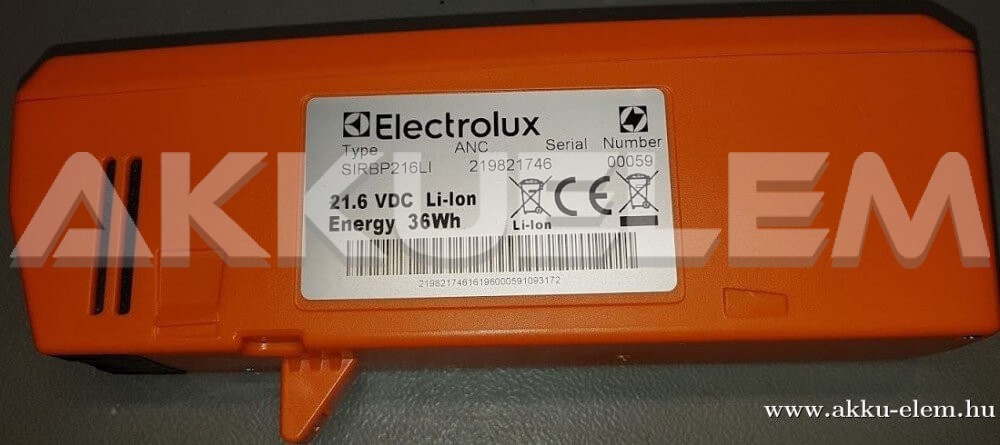 Electrolux
Type ANC Serial Number
SIRBP216LI 219821746 00059
21.6 VDC Li-Ion
Energy 36Wh
Li-Ion
CE
21982174616196000591093172
AKKU ELEM
www.akku-elem.hu